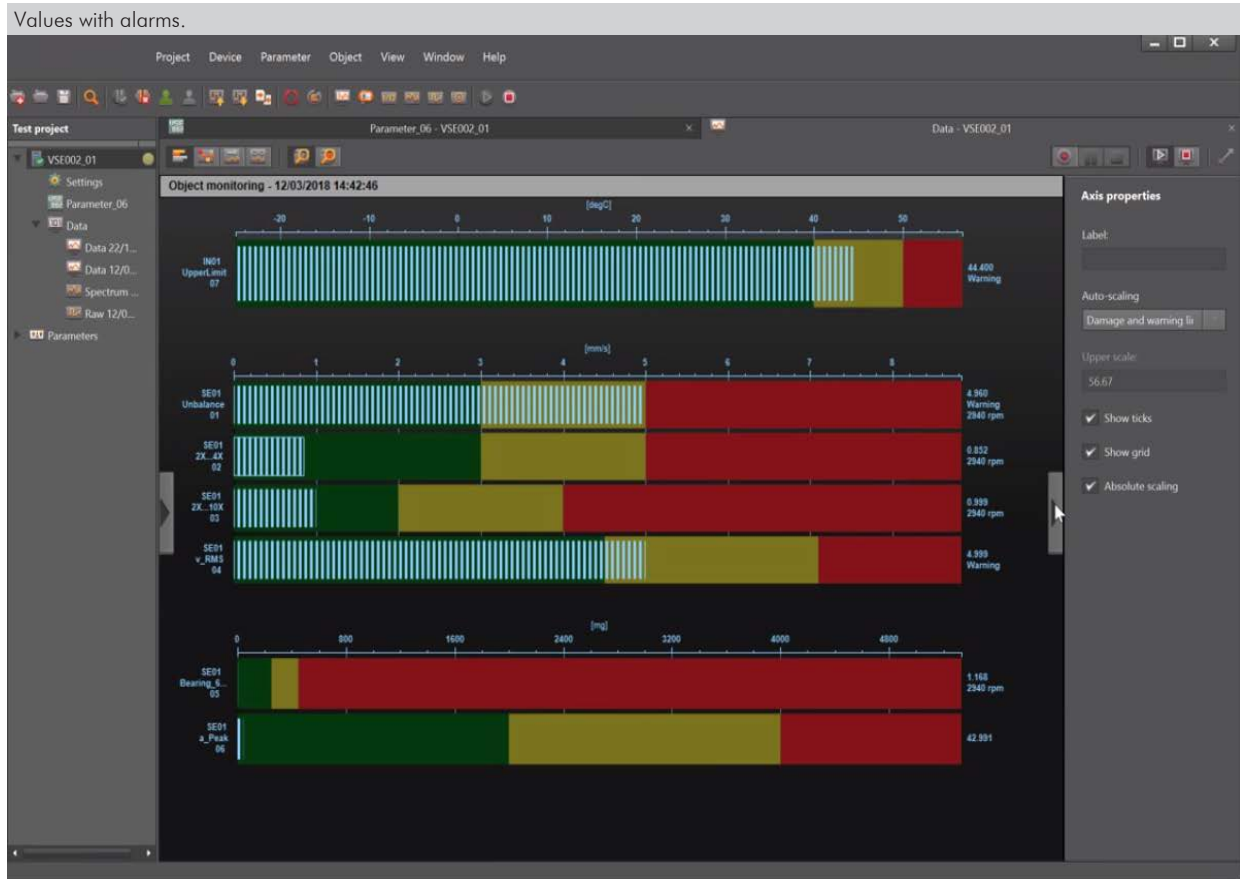 Values with alarms.
Project Device Parameter Object View Window Help
Test project
Parameter_06 - VSE002_01
Data - VSE002_01
VSE002_01
Settings
Parameter_06
Data
Data 22/1...
Data 12/0...
Spectrum ...
Raw 12/0...
Parameters
Object monitoring - 12/03/2018 14:42:46
[degC]
-20 -10 0 10 20 30 40 50
IN01
UpperLimit
07
44.400
Warning
[mm/s]
0 1 2 3 4 5 6 7 8
SE01
Unbalance
01
4.960
Warning
2940 rpm
SE01
2X...4X
02
0.852
2940 rpm
SE01
2X...10X
03
0.999
2940 rpm
SE01
v_RMS
04
4.999
Warning
[mg]
0 800 1600 2400 3200 4000 4800
SE01
Bearing_6...
05
1.168
2940 rpm
SE01
a_Peak
06
42.991
Axis properties
Label:
Auto-scaling
Damage and warning li
Upper scale:
56.67
Show ticks
Show grid
Absolute scaling